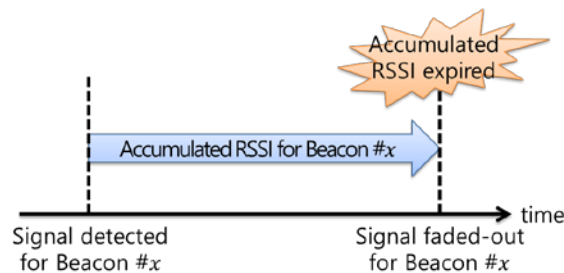 Accumulated
RSSI expired
Accumulated RSSI for Beacon #x
time
Signal detected
for Beacon #x
Signal faded-out
for Beacon #x